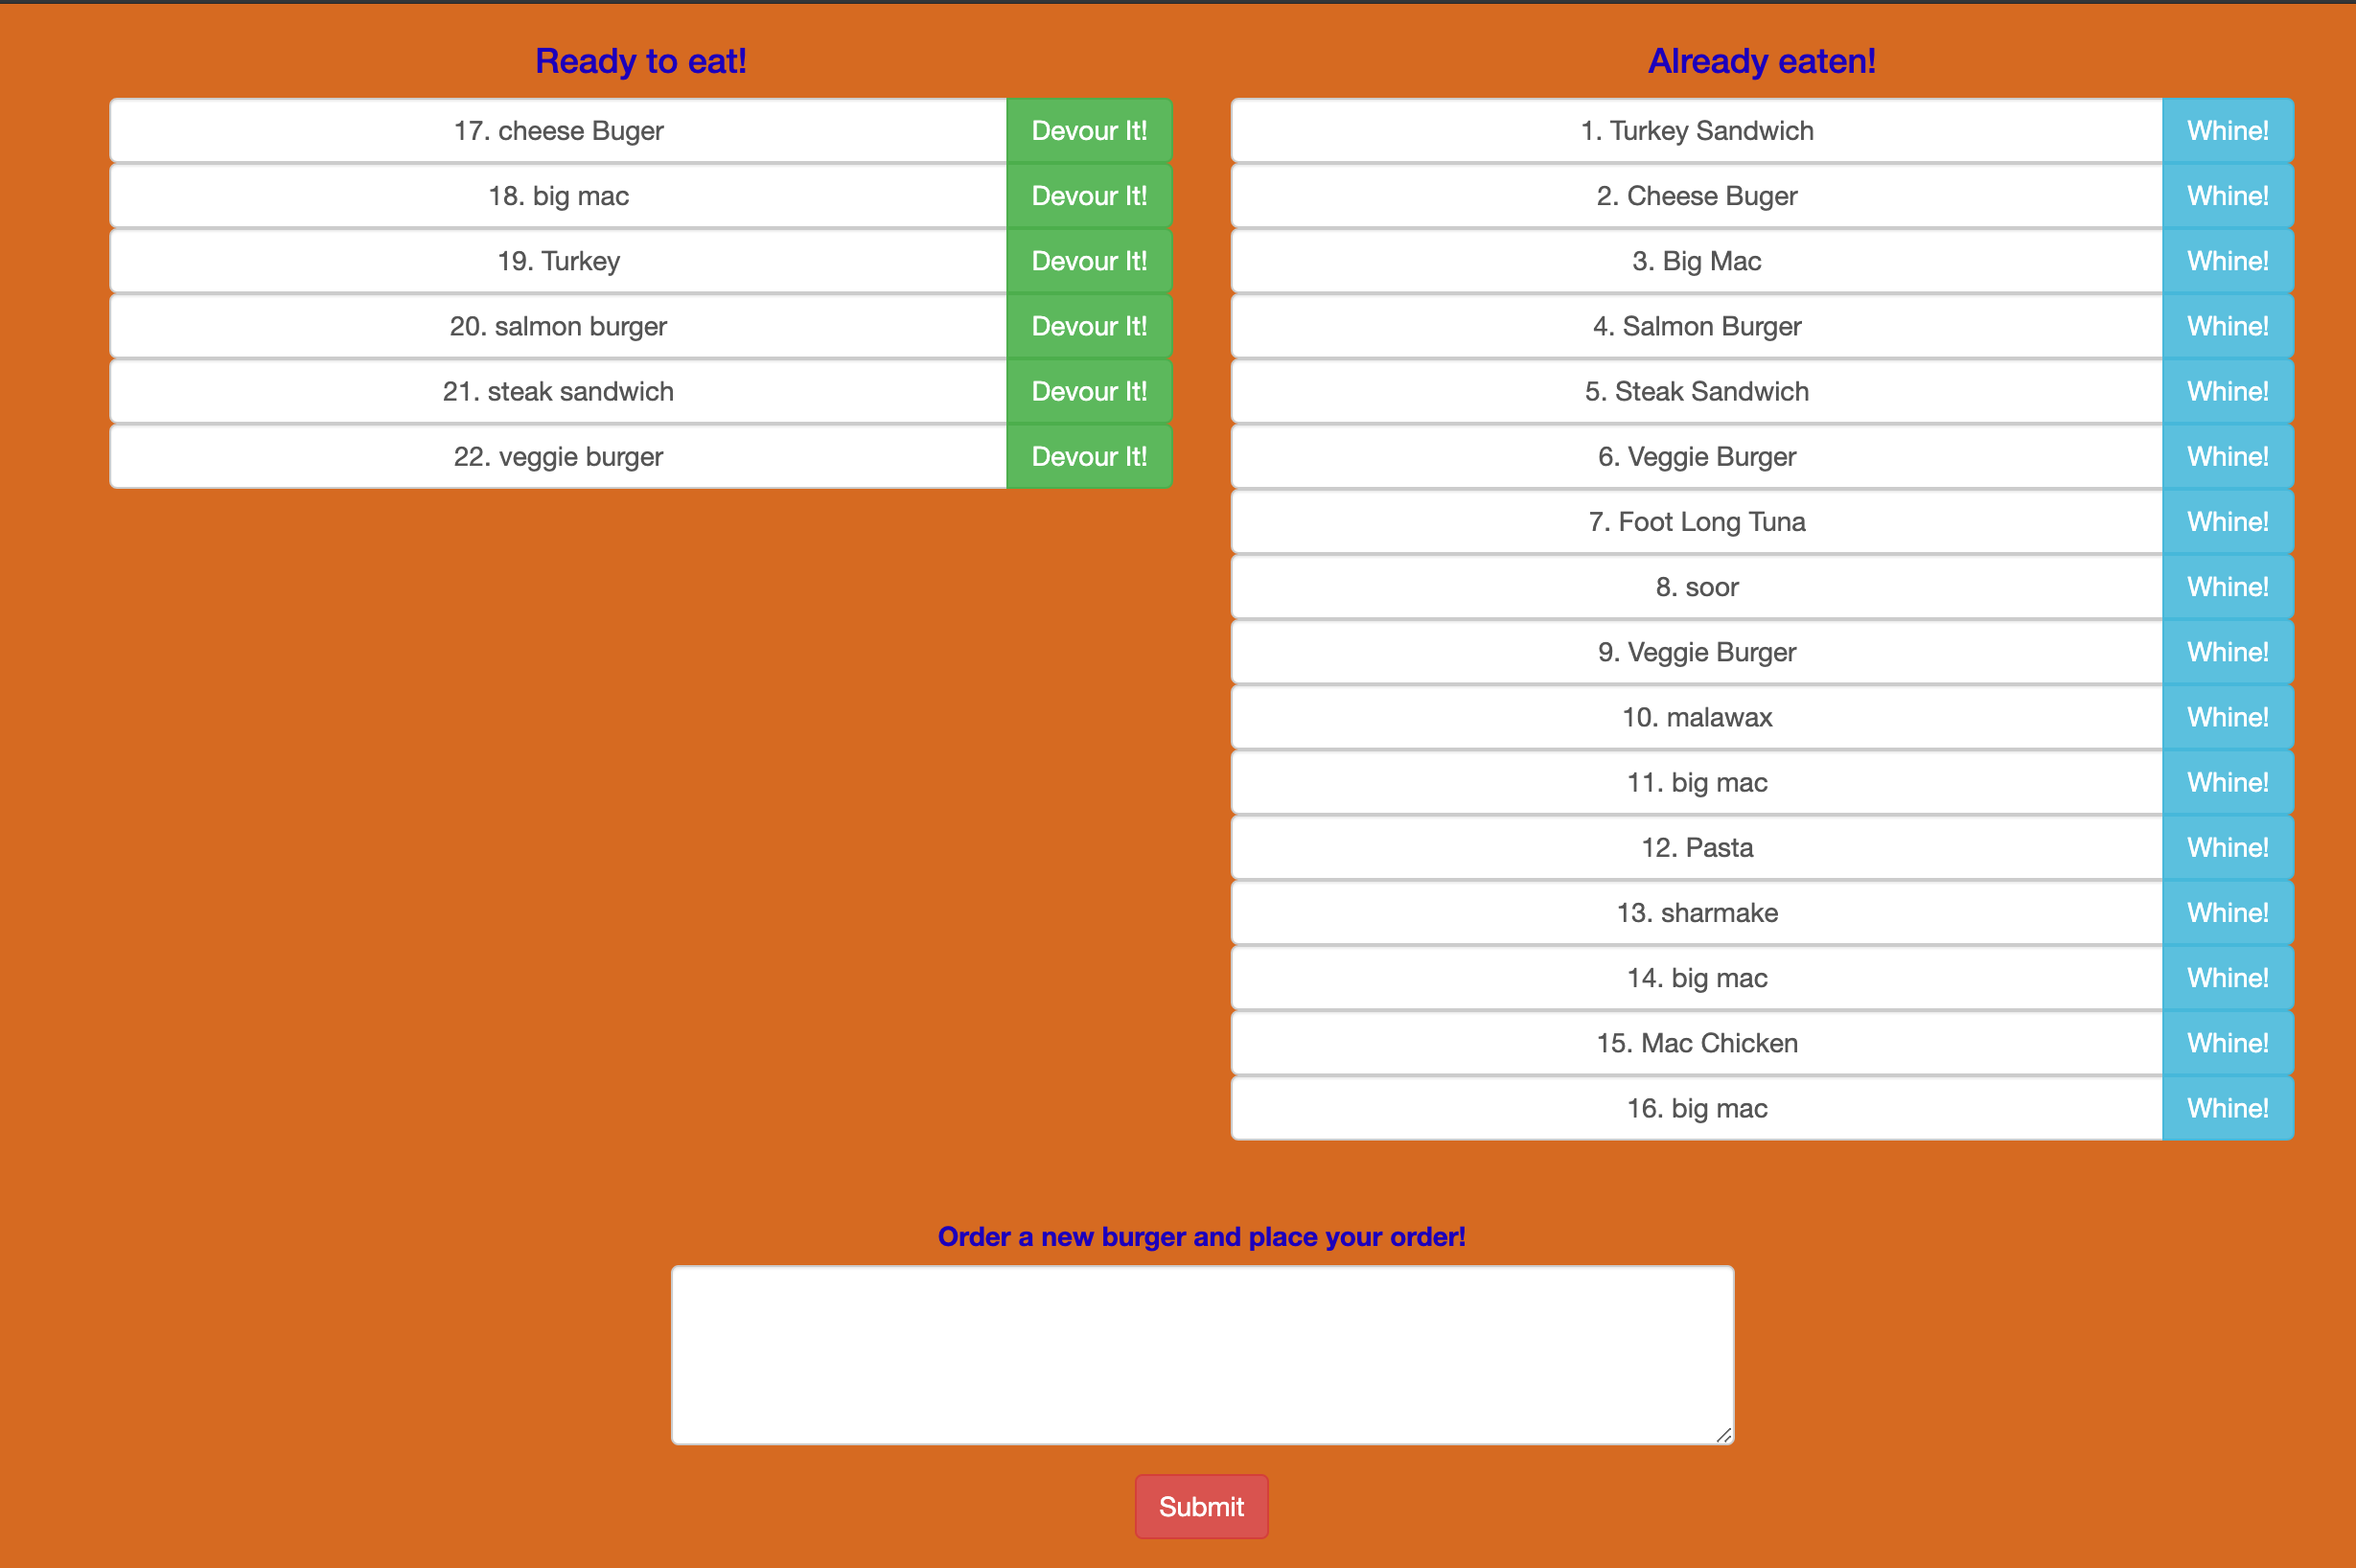 Ready to eat!
17. cheese Buger
Devour It!
18. big mac
Devour It!
19. Turkey
Devour It!
20. salmon burger
Devour It!
21. steak sandwich
Devour It!
22. veggie burger
Devour It!
Already eaten!
1. Turkey Sandwich
Whine!
2. Cheese Buger
Whine!
3. Big Mac
Whine!
4. Salmon Burger
Whine!
5. Steak Sandwich
Whine!
6. Veggie Burger
Whine!
7. Foot Long Tuna
Whine!
8. soor
Whine!
9. Veggie Burger
Whine!
10. malawax
Whine!
11. big mac
Whine!
12. Pasta
Whine!
13. sharmake
Whine!
14. big mac
Whine!
15. Mac Chicken
Whine!
16. big mac
Whine!
Order a new burger and place your order!
Submit